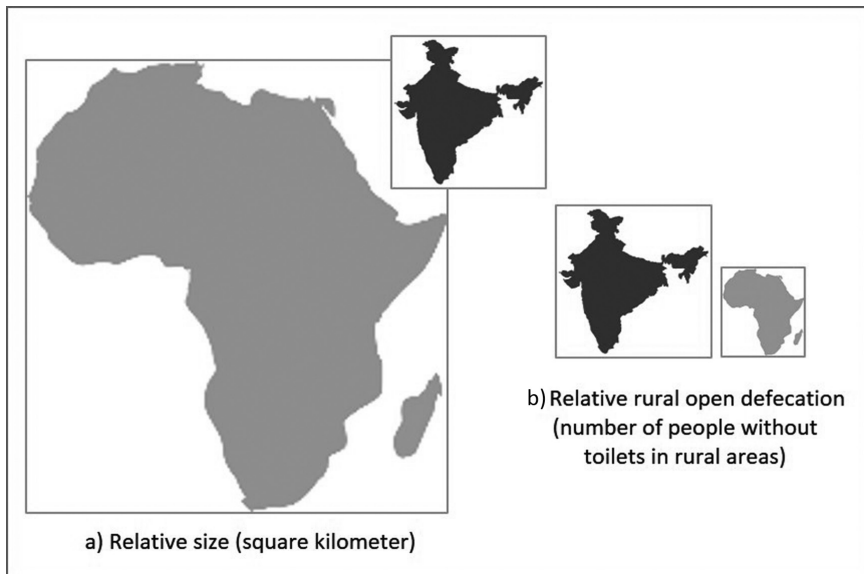 a) Relative size (square kilometer)
b) Relative rural open defecation
(number of people without
toilets in rural areas)